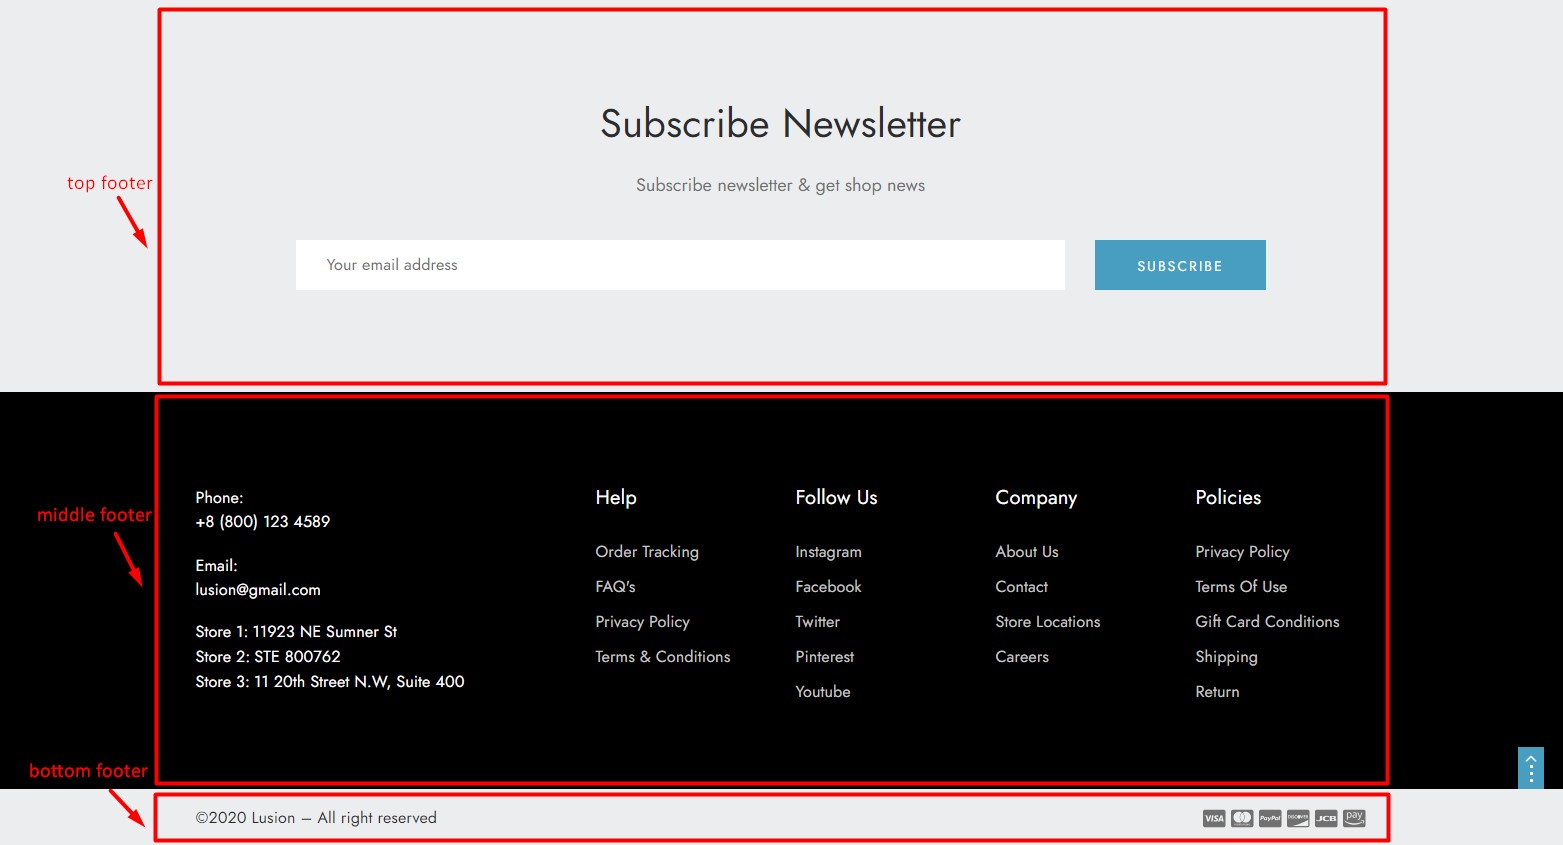 Subscribe Newsletter
top footer
Subscribe newsletter & get shop news
Your email address
SUBSCRIBE
middle footer
Phone:
+8 (800) 123 4589
Email:
lusion@gmail.com
Store 1: 11923 NE Sumner St
Store 2: STE 800762
Store 3: 11 20th Street N.W, Suite 400
Help
Order Tracking
FAQ's
Privacy Policy
Terms & Conditions
Follow Us
Instagram
Facebook
Twitter
Pinterest
Youtube
Company
About Us
Contact
Store Locations
Careers
Policies
Privacy Policy
Terms Of Use
Gift Card Conditions
Shipping
Return
bottom footer
©2020 Lusion – All right reserved
VISA
PayPal
DISCOVER
JCB
pay